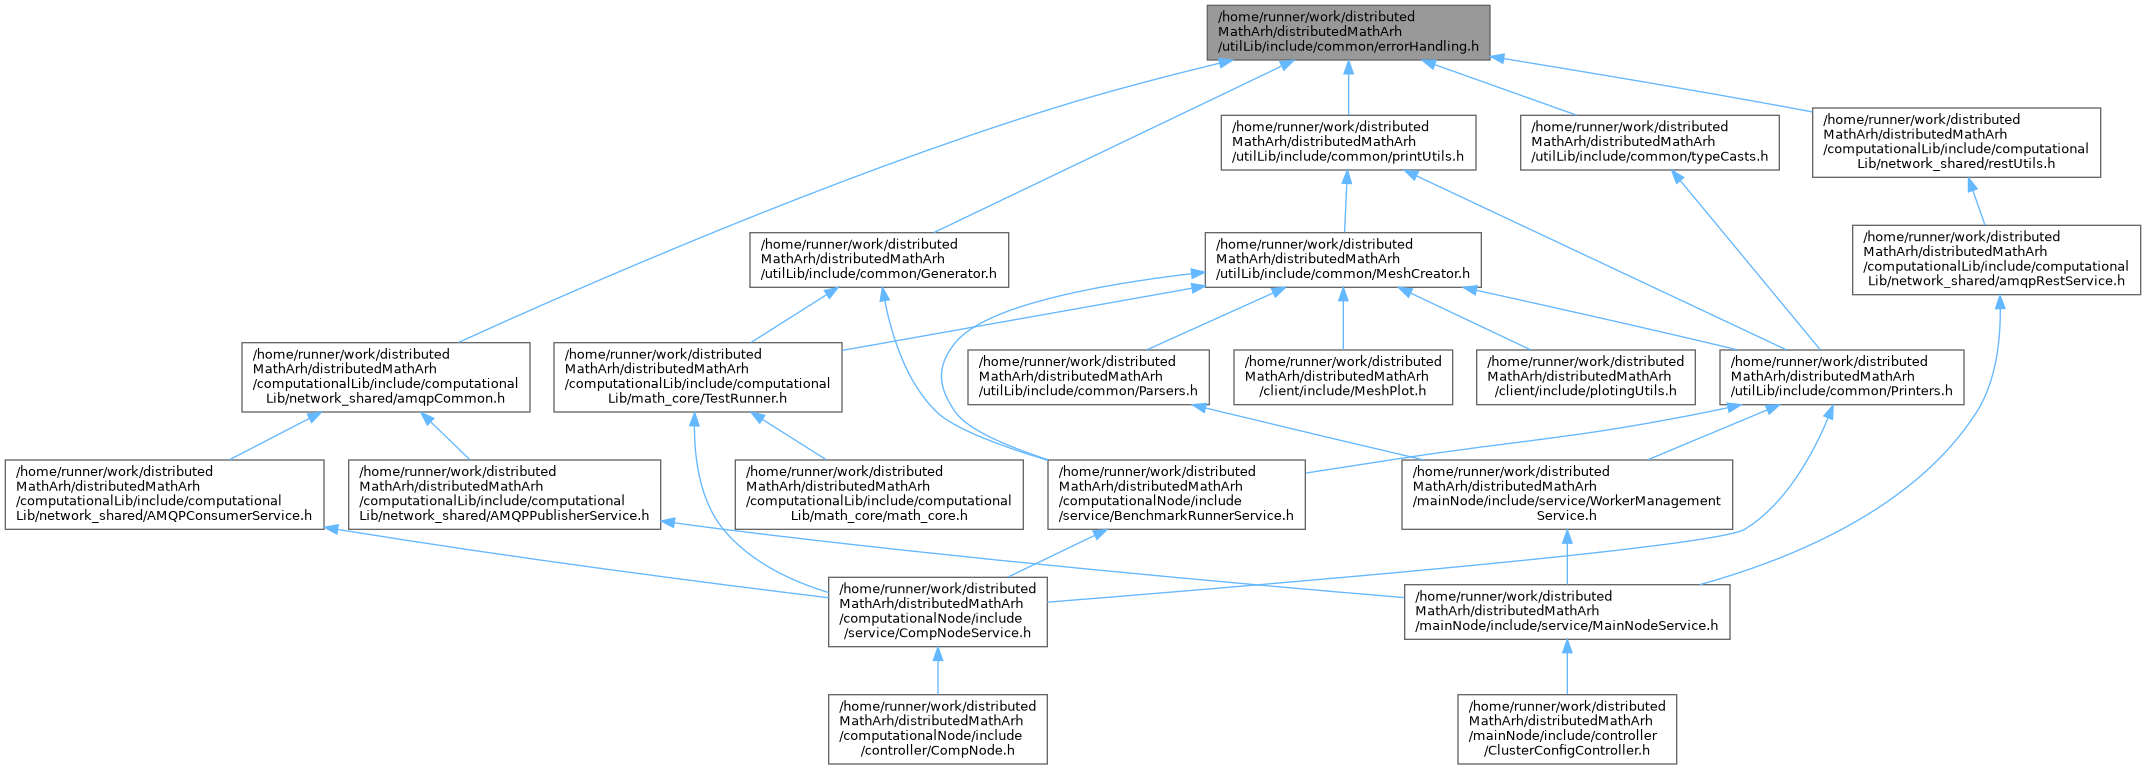 /home/runner/work/distributed
MathArh/distributedMathArh
/utilLib/include/common/errorHandling.h
/home/runner/work/distributed
MathArh/distributedMathArh
/utilLib/include/common/printUtils.h
/home/runner/work/distributed
MathArh/distributedMathArh
/utilLib/include/common/typeCasts.h
/home/runner/work/distributed
MathArh/distributedMathArh
/computationalLib/include/computational
Lib/network_shared/restUtils.h
/home/runner/work/distributed
MathArh/distributedMathArh
/utilLib/include/common/Generator.h
/home/runner/work/distributed
MathArh/distributedMathArh
/utilLib/include/common/MeshCreator.h
/home/runner/work/distributed
MathArh/distributedMathArh
/computationalLib/include/computational
Lib/network_shared/amqpRestService.h
/home/runner/work/distributed
MathArh/distributedMathArh
/computationalLib/include/computational
Lib/network_shared/amqpCommon.h
/home/runner/work/distributed
MathArh/distributedMathArh
/computationalLib/include/computational
Lib/math_core/TestRunner.h
/home/runner/work/distributed
MathArh/distributedMathArh
/utilLib/include/common/Parsers.h
/home/runner/work/distributed
MathArh/distributedMathArh
/client/include/MeshPlot.h
/home/runner/work/distributed
MathArh/distributedMathArh
/client/include/plotingUtils.h
/home/runner/work/distributed
MathArh/distributedMathArh
/utilLib/include/common/Printers.h
/home/runner/work/distributed
MathArh/distributedMathArh
/computationalLib/include/computational
Lib/network_shared/AMQPConsumerService.h
/home/runner/work/distributed
MathArh/distributedMathArh
/computationalLib/include/computational
Lib/network_shared/AMQPPublisherService.h
/home/runner/work/distributed
MathArh/distributedMathArh
/computationalLib/include/computational
Lib/math_core/math_core.h
/home/runner/work/distributed
MathArh/distributedMathArh
/computationalNode/include
/service/BenchmarkRunnerService.h
/home/runner/work/distributed
MathArh/distributedMathArh
/mainNode/include/service/WorkerManagement
Service.h
/home/runner/work/distributed
MathArh/distributedMathArh
/computationalNode/include
/service/CompNodeService.h
/home/runner/work/distributed
MathArh/distributedMathArh
/mainNode/include/service/MainNodeService.h
/home/runner/work/distributed
MathArh/distributedMathArh
/computationalNode/include
/controller/CompNode.h
/home/runner/work/distributed
MathArh/distributedMathArh
/mainNode/include/controller
/ClusterConfigController.h